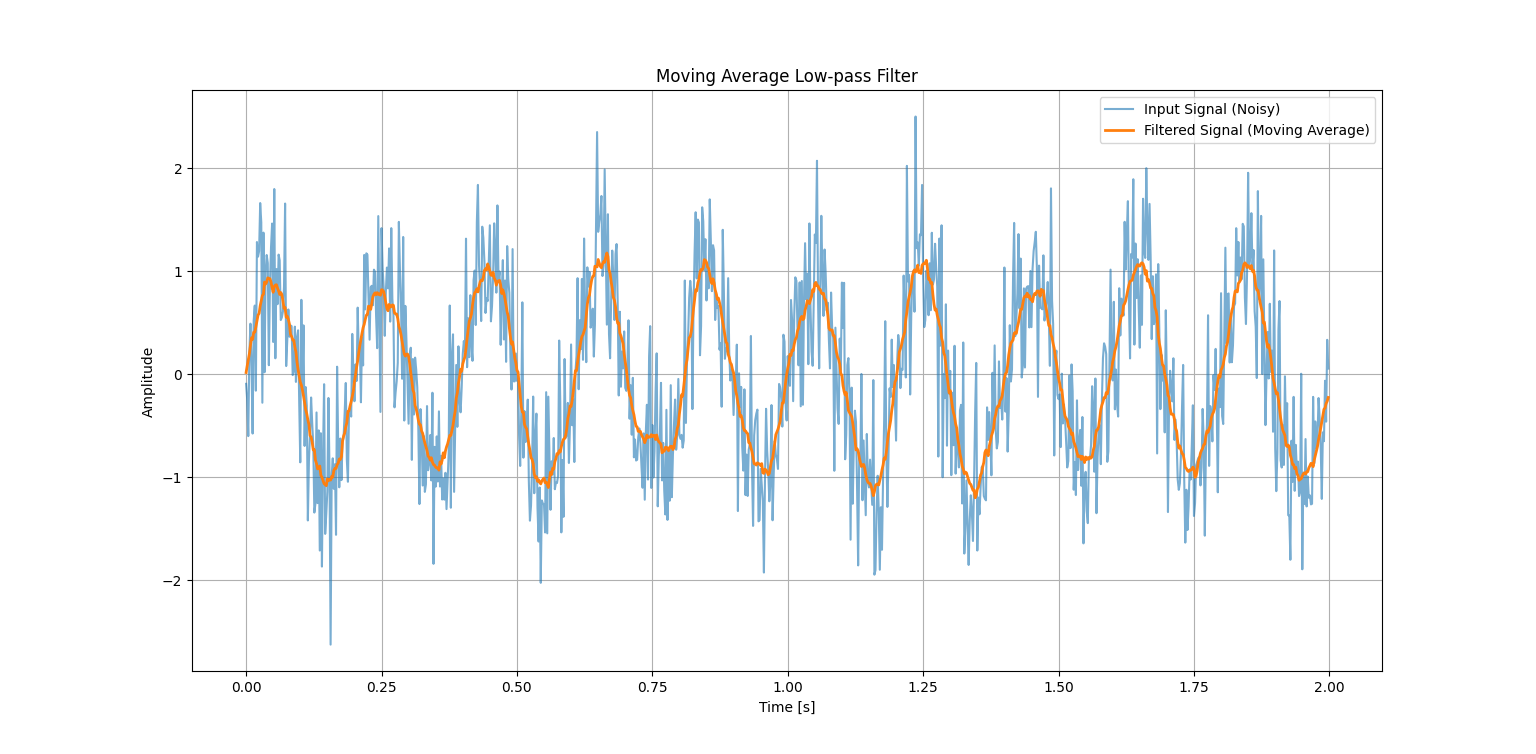 Moving Average Low-pass Filter
Input Signal (Noisy)
Filtered Signal (Moving Average)
Amplitude
2
1
0
−1
−2
0.00 0.25 0.50 0.75 1.00 1.25 1.50 1.75 2.00
Time [s]